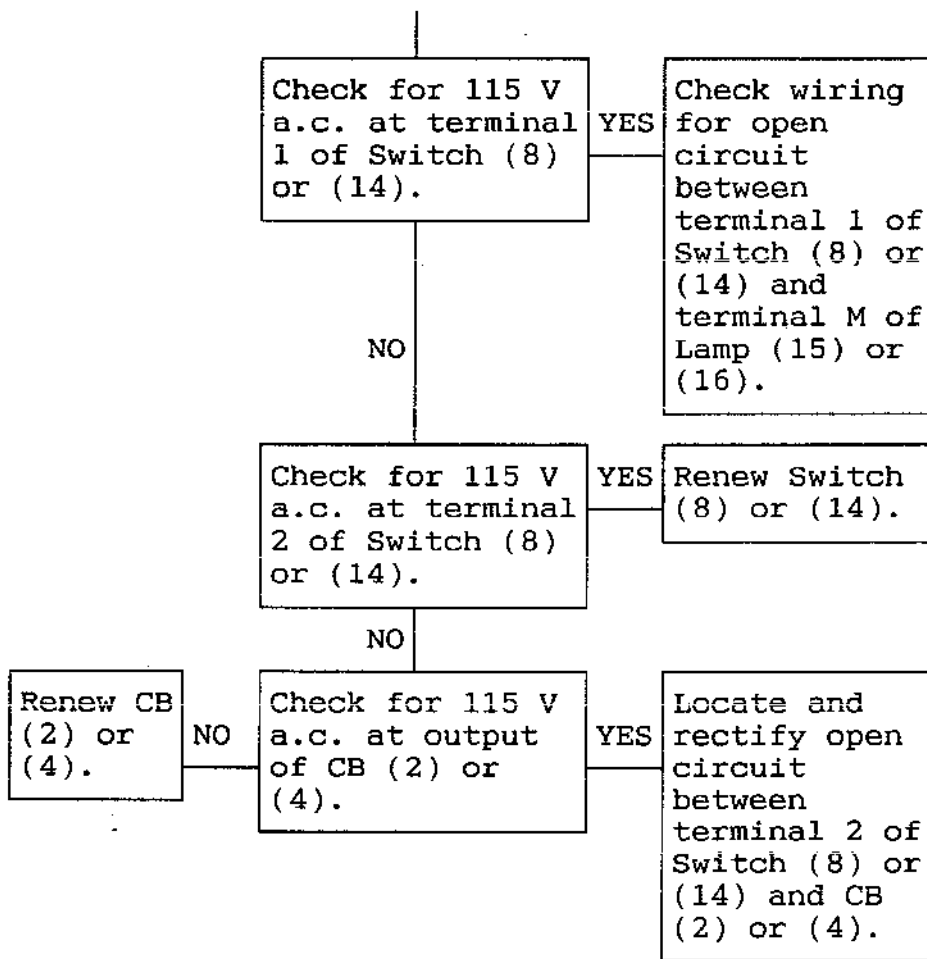 Check for 115 V
a.c. at terminal
1 of Switch (8)
or (14).
YES
Check wiring
for open
circuit
between
terminal 1 of
Switch (8) or
(14) and
terminal M of
Lamp (15) or
(16).
NO
Check for 115 V
a.c. at terminal
2 of Switch (8)
or (14).
YES
Renew Switch
(8) or (14).
NO
Renew CB
(2) or
(4).
NO
Check for 115 V
a.c. at output
of CB (2) or
(4).
YES
Locate and
rectify open
circuit
between
terminal 2 of
Switch (8) or
(14) and CB
(2) or (4).